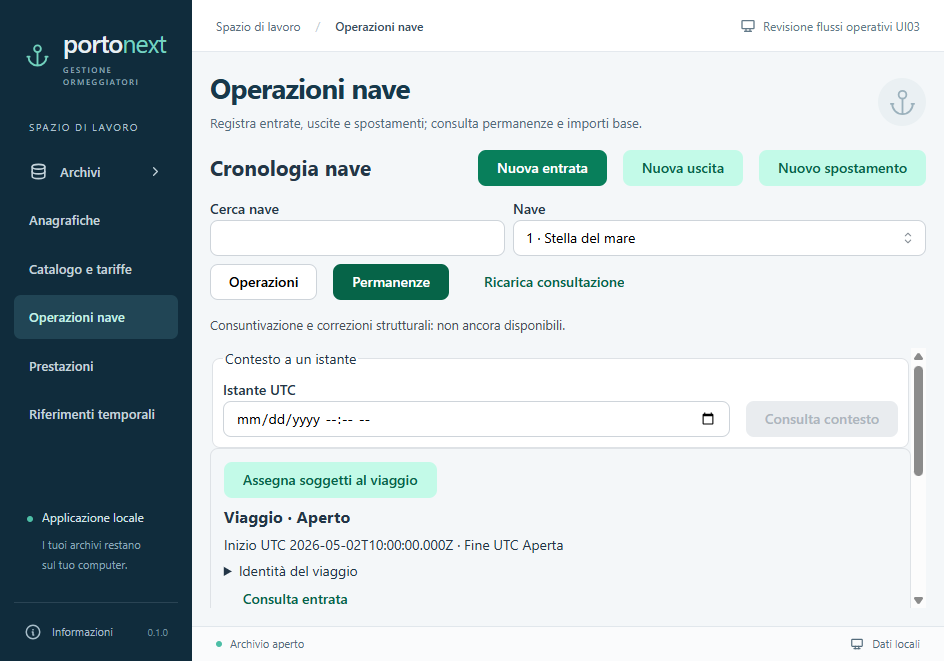 portonext
GESTIONE
ORMEGGIATORI
SPAZIO DI LAVORO
Archivi
Anagrafiche
Catalogo e tariffe
Operazioni nave
Prestazioni
Riferimenti temporali
Applicazione locale
I tuoi archivi restano
sul tuo computer.
Informazioni 0.1.0
Spazio di lavoro / Operazioni nave
Revisione flussi operativi UI03
Operazioni nave
Registra entrate, uscite e spostamenti; consulta permanenze e importi base.
Cronologia nave
Nuova entrata
Nuova uscita
Nuovo spostamento
Cerca nave
Nave
1 · Stella del mare
Operazioni
Permanenze
Ricarica consultazione
Consuntivazione e correzioni strutturali: non ancora disponibili.
Contesto a un istante
Istante UTC
mm/dd/yyyy --:-- --
Consulta contesto
Assegna soggetti al viaggio
Viaggio · Aperto
Inizio UTC 2026-05-02T10:00:00.000Z · Fine UTC Aperta
Identità del viaggio
Consulta entrata
Archivio aperto
Dati locali